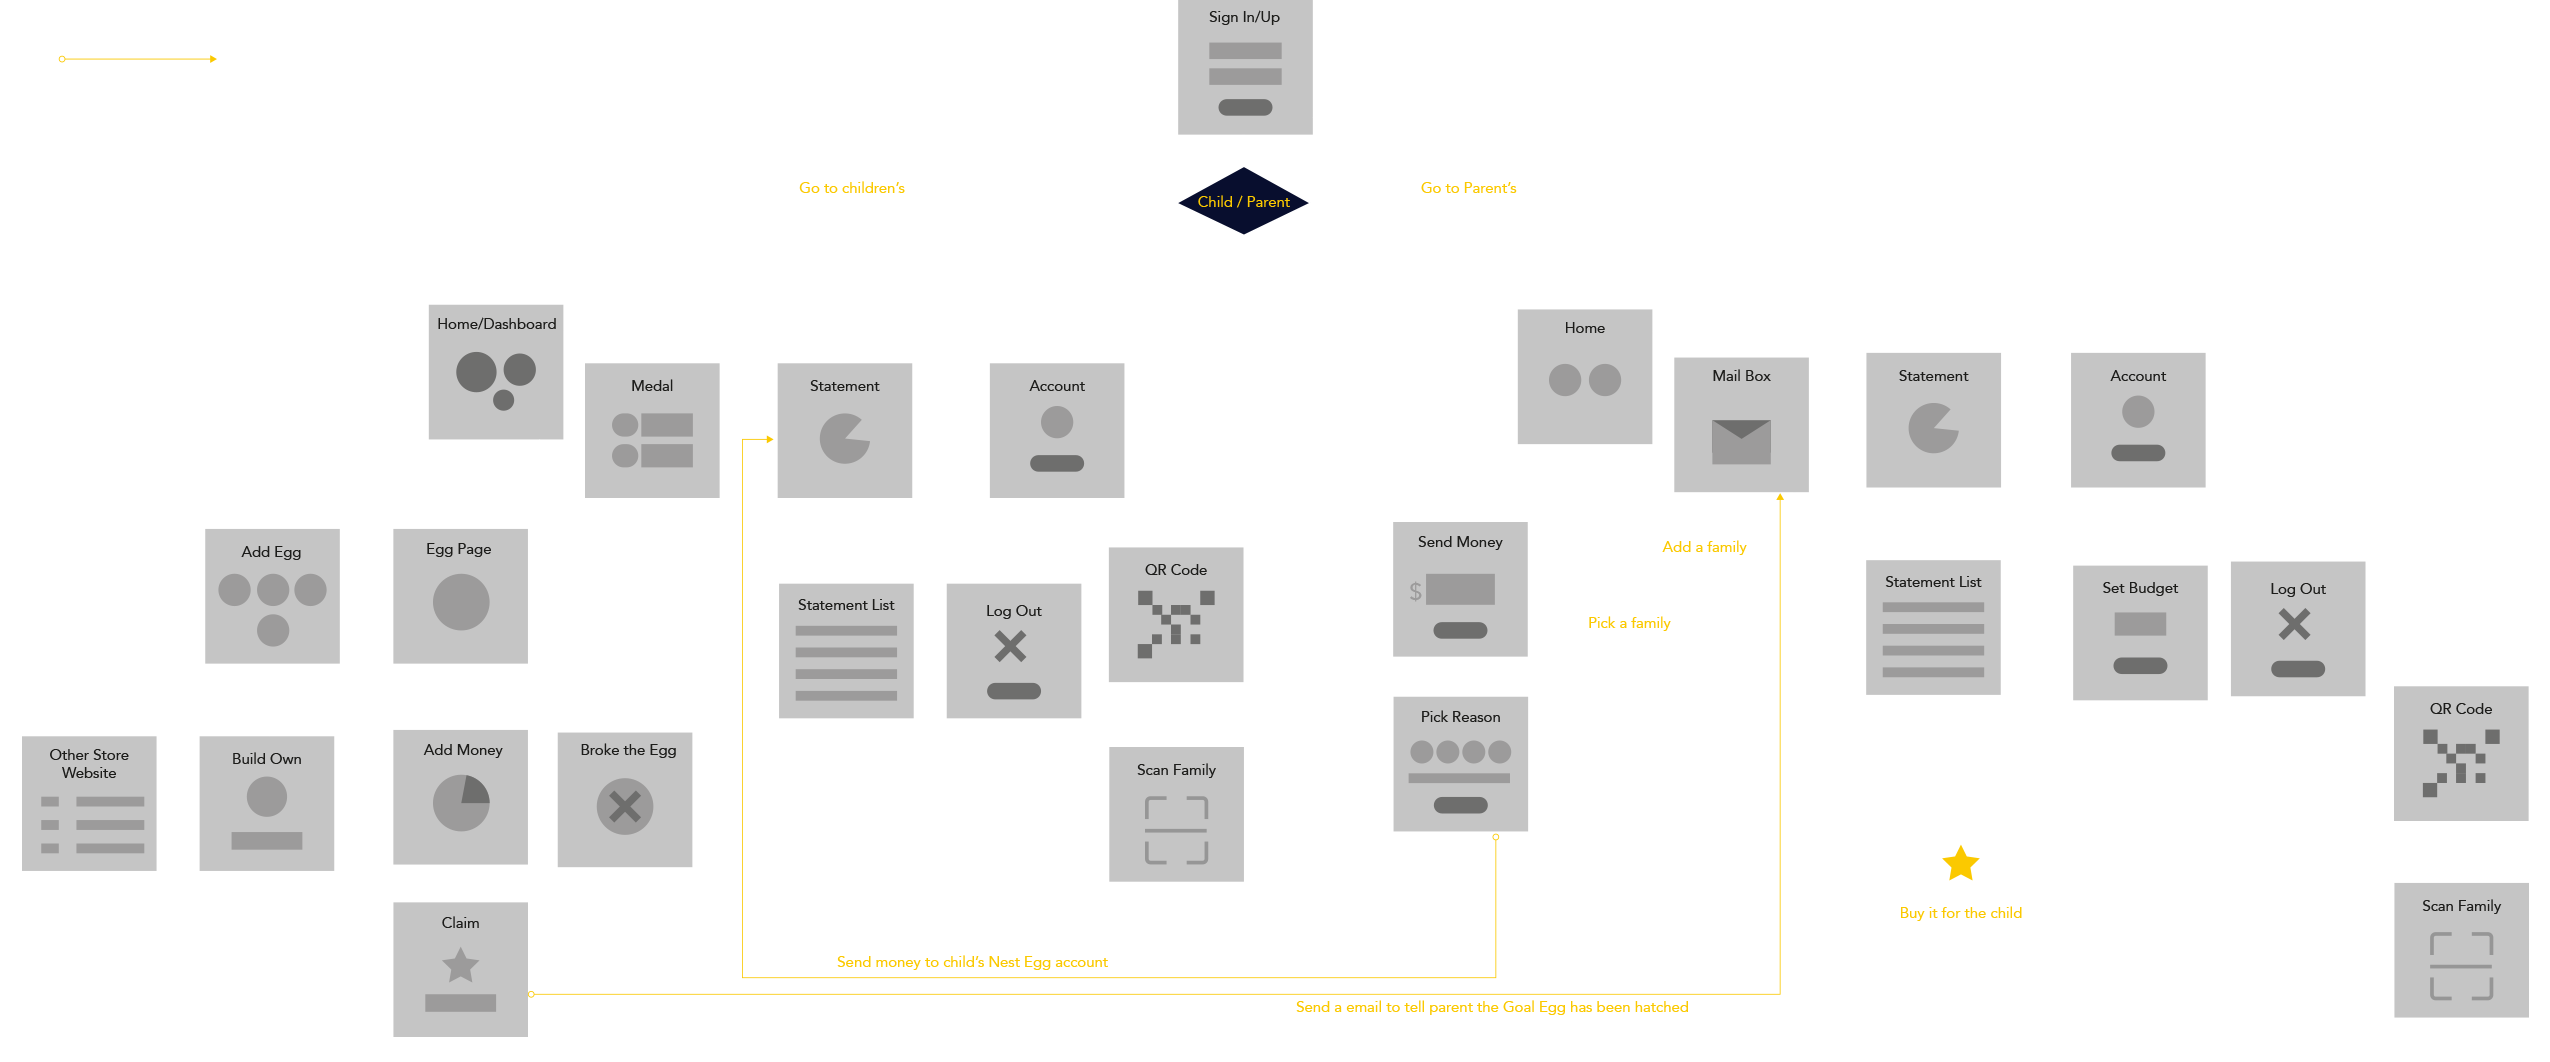 Sign In/Up
Go to children's
Child / Parent
Go to Parent's
Home/Dashboard
Medal
Statement
Account
Home
Mail Box
Statement
Account
Add Egg
Egg Page
Statement List
Log Out
QR Code
Send Money
$
Add a family
Pick a family
Statement List
Set Budget
Log Out
QR Code
Other Store
Website
Build Own
Add Money
Broke the Egg
Scan Family
Pick Reason
Claim
Buy it for the child
Scan Family
Send money to child's Nest Egg account
Send a email to tell parent the Goal Egg has been hatched